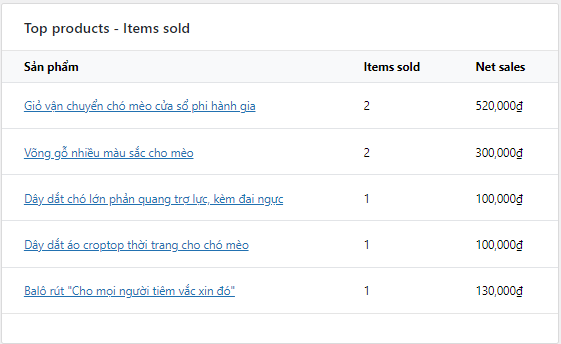 Top products - Items sold
Sản phẩm Items sold Net sales
Giỏ vận chuyển chó mèo cửa sổ phi hành gia 2 520,000₫
Võng gỗ nhiều màu sắc cho mèo 2 300,000₫
Dây dắt chó lớn phản quang trợ lực, kèm đai ngực 1 100,000₫
Dây dắt áo croptop thời trang cho chó mèo 1 100,000₫
Balô rút "Cho mọi người tiêm vắc xin đó" 1 130,000₫